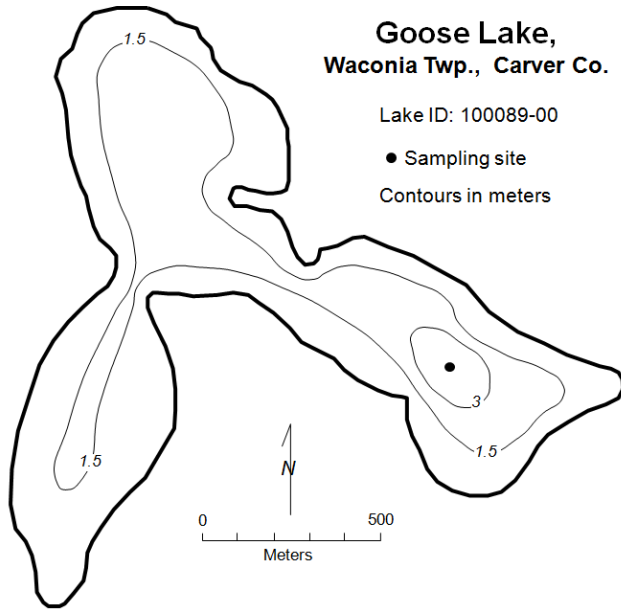 Goose Lake,
Waconia Twp., Carver Co.
Lake ID: 100089-00
Sampling site
Contours in meters
1.5
3
1.5
1.5
N
0 500
Meters